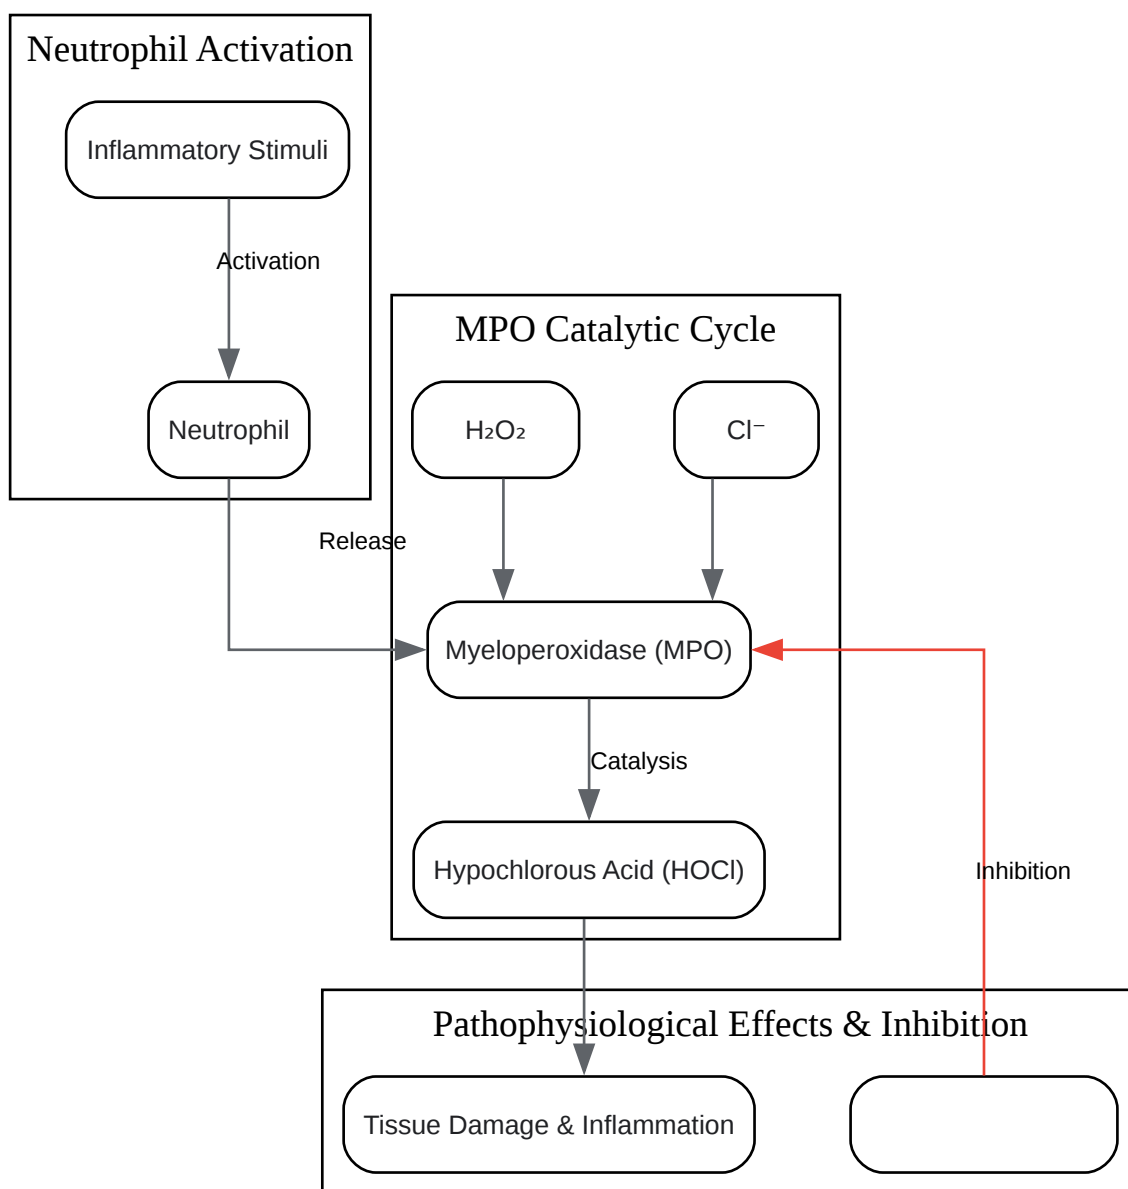 Neutrophil Activation
Inflammatory Stimuli
Activation
Neutrophil
Release
MPO Catalytic Cycle
H₂O₂
Cl⁻
Myeloperoxidase (MPO)
Catalysis
Hypochlorous Acid (HOCl)
Inhibition
Pathophysiological Effects & Inhibition
Tissue Damage & Inflammation